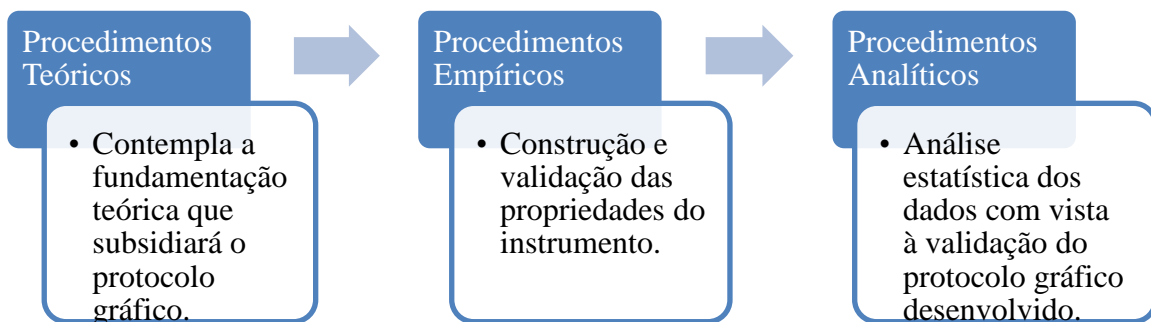 Procedimentos
Teóricos
• Contempla a
fundamentação
teórica que
subsidiará o
protocolo
gráfico.
Procedimentos
Empíricos
• Construção e
validação das
propriedades do
instrumento.
Procedimentos
Analíticos
• Análise
estatística dos
dados com vista
à validação do
protocolo gráfico
desenvolvido.